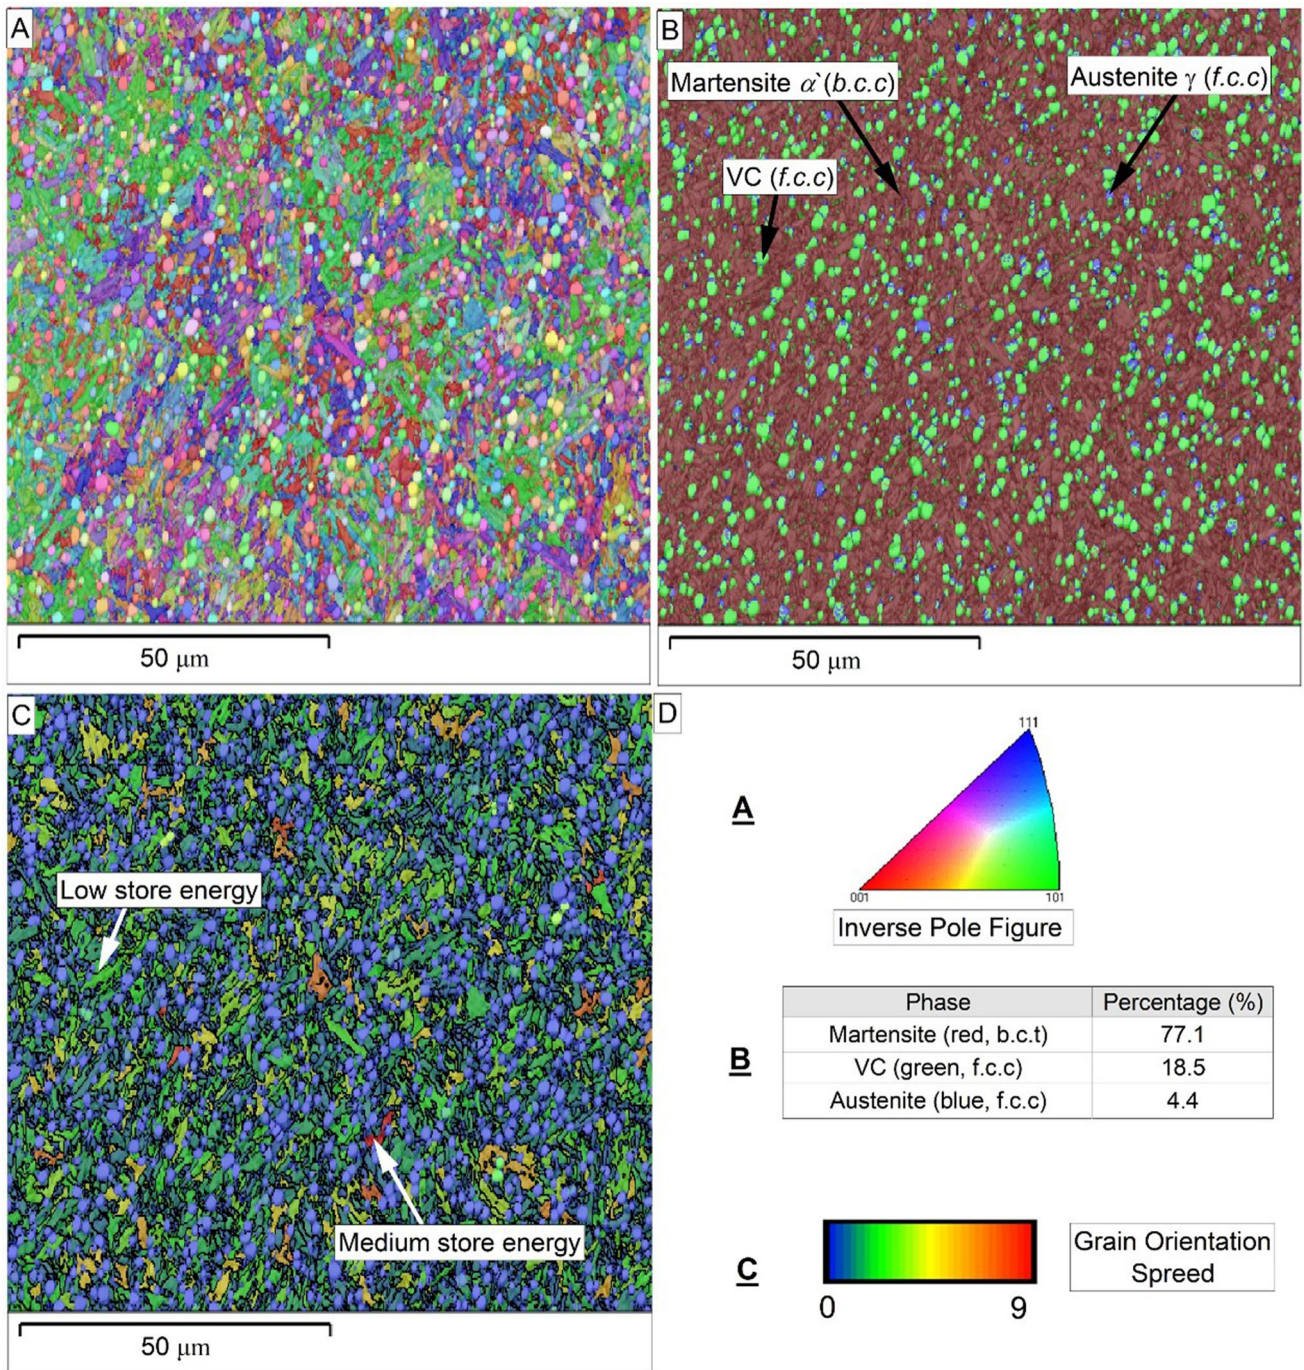 A
B
Martensite α` (b.c.c)
Austenite γ (f.c.c)
VC (f.c.c)
50 μm
50 μm
C
Low store energy
Medium store energy
50 μm
D
111
A
001
101
Inverse Pole Figure
Phase Percentage (%)
Martensite (red, b.c.t) 77.1
B
VC (green, f.c.c) 18.5
Austenite (blue, f.c.c) 4.4
C
0 9
Grain Orientation
Spreed